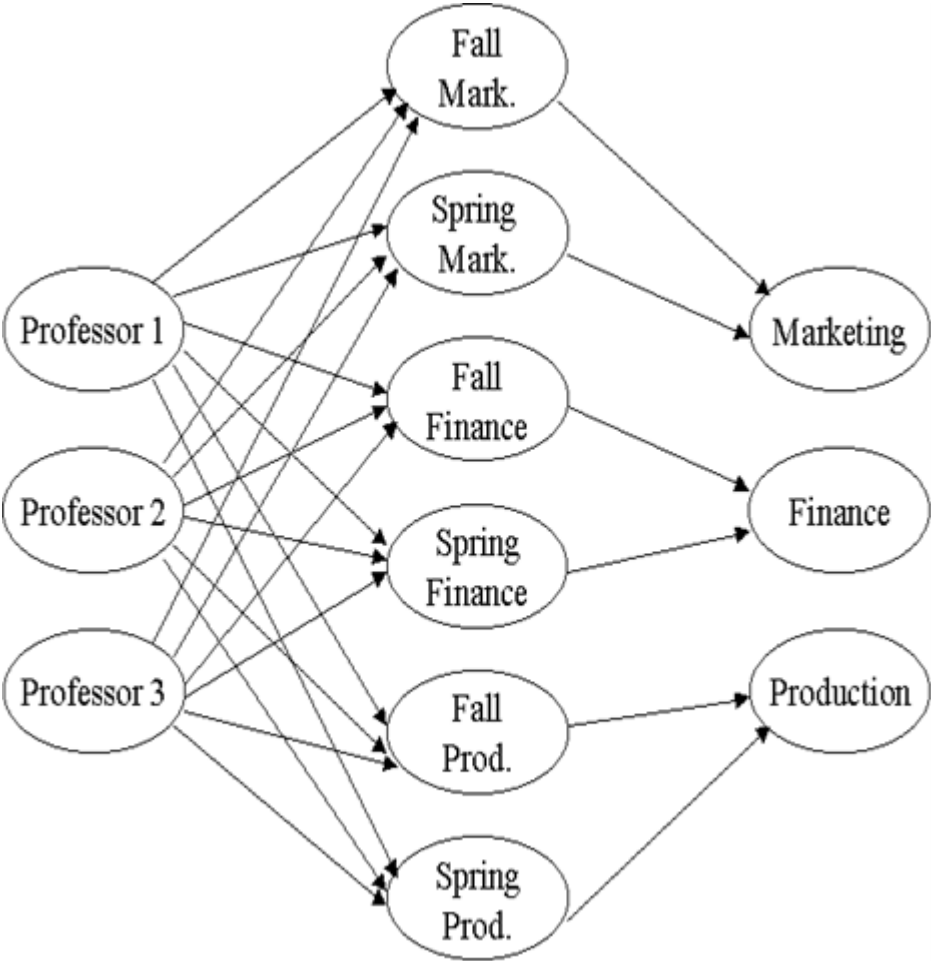 Fall
Mark.
Spring
Mark.
Professor 1
Marketing
Fall
Finance
Professor 2
Finance
Spring
Finance
Professor 3
Production
Fall
Prod.
Spring
Prod.